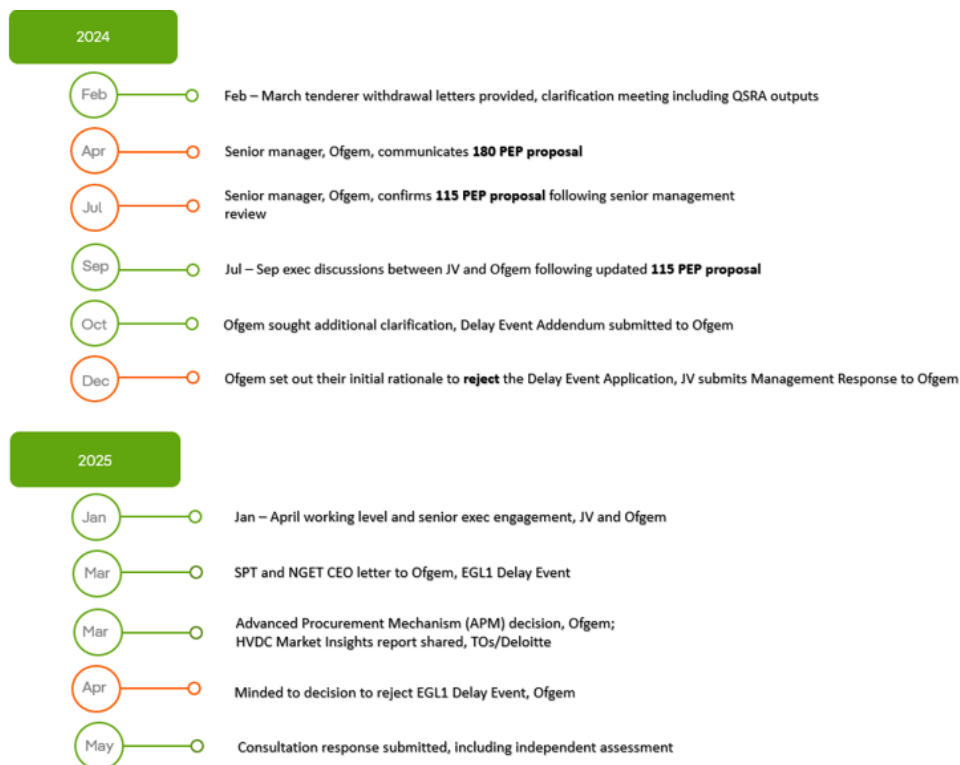 2024
Feb
Feb – March tenderer withdrawal letters provided, clarification meeting including QSRA outputs
Apr
Senior manager, Ofgem, communicates 180 PEP proposal
Jul
Senior manager, Ofgem, confirms 115 PEP proposal following senior management
review
Sep
Jul – Sep exec discussions between JV and Ofgem following updated 115 PEP proposal
Oct
Ofgem sought additional clarification, Delay Event Addendum submitted to Ofgem
Dec
Ofgem set out their initial rationale to reject the Delay Event Application, JV submits Management Response to Ofgem
2025
Jan
Jan – April working level and senior exec engagement, JV and Ofgem
Mar
SPT and NGET CEO letter to Ofgem, EGL1 Delay Event
Mar
Advanced Procurement Mechanism (APM) decision, Ofgem;
HVDC Market Insights report shared, TOs/Deloitte
Apr
Minded to decision to reject EGL1 Delay Event, Ofgem
May
Consultation response submitted, including independent assessment